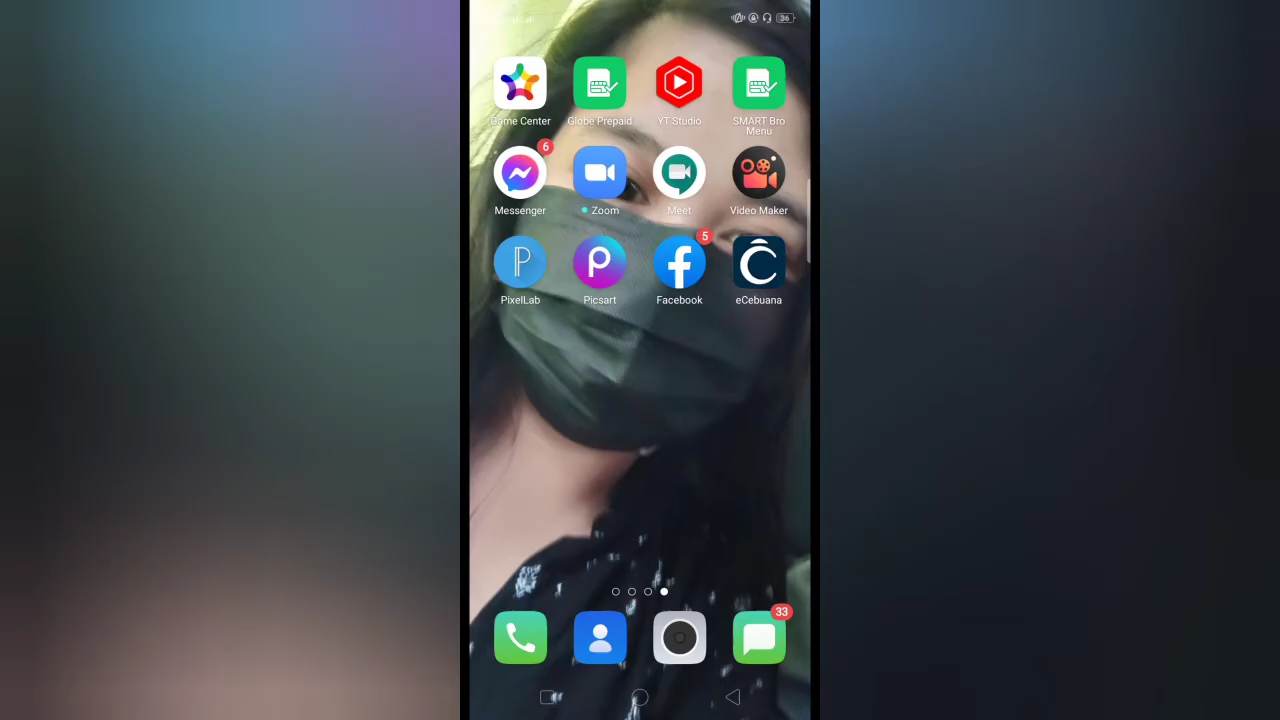 36
Game Center
Globe Prepaid
YT Studio
SMART Bro
Menu
6
Messenger
Zoom
Meet
Video Maker
5
PixelLab
Picsart
Facebook
eCebuana
33